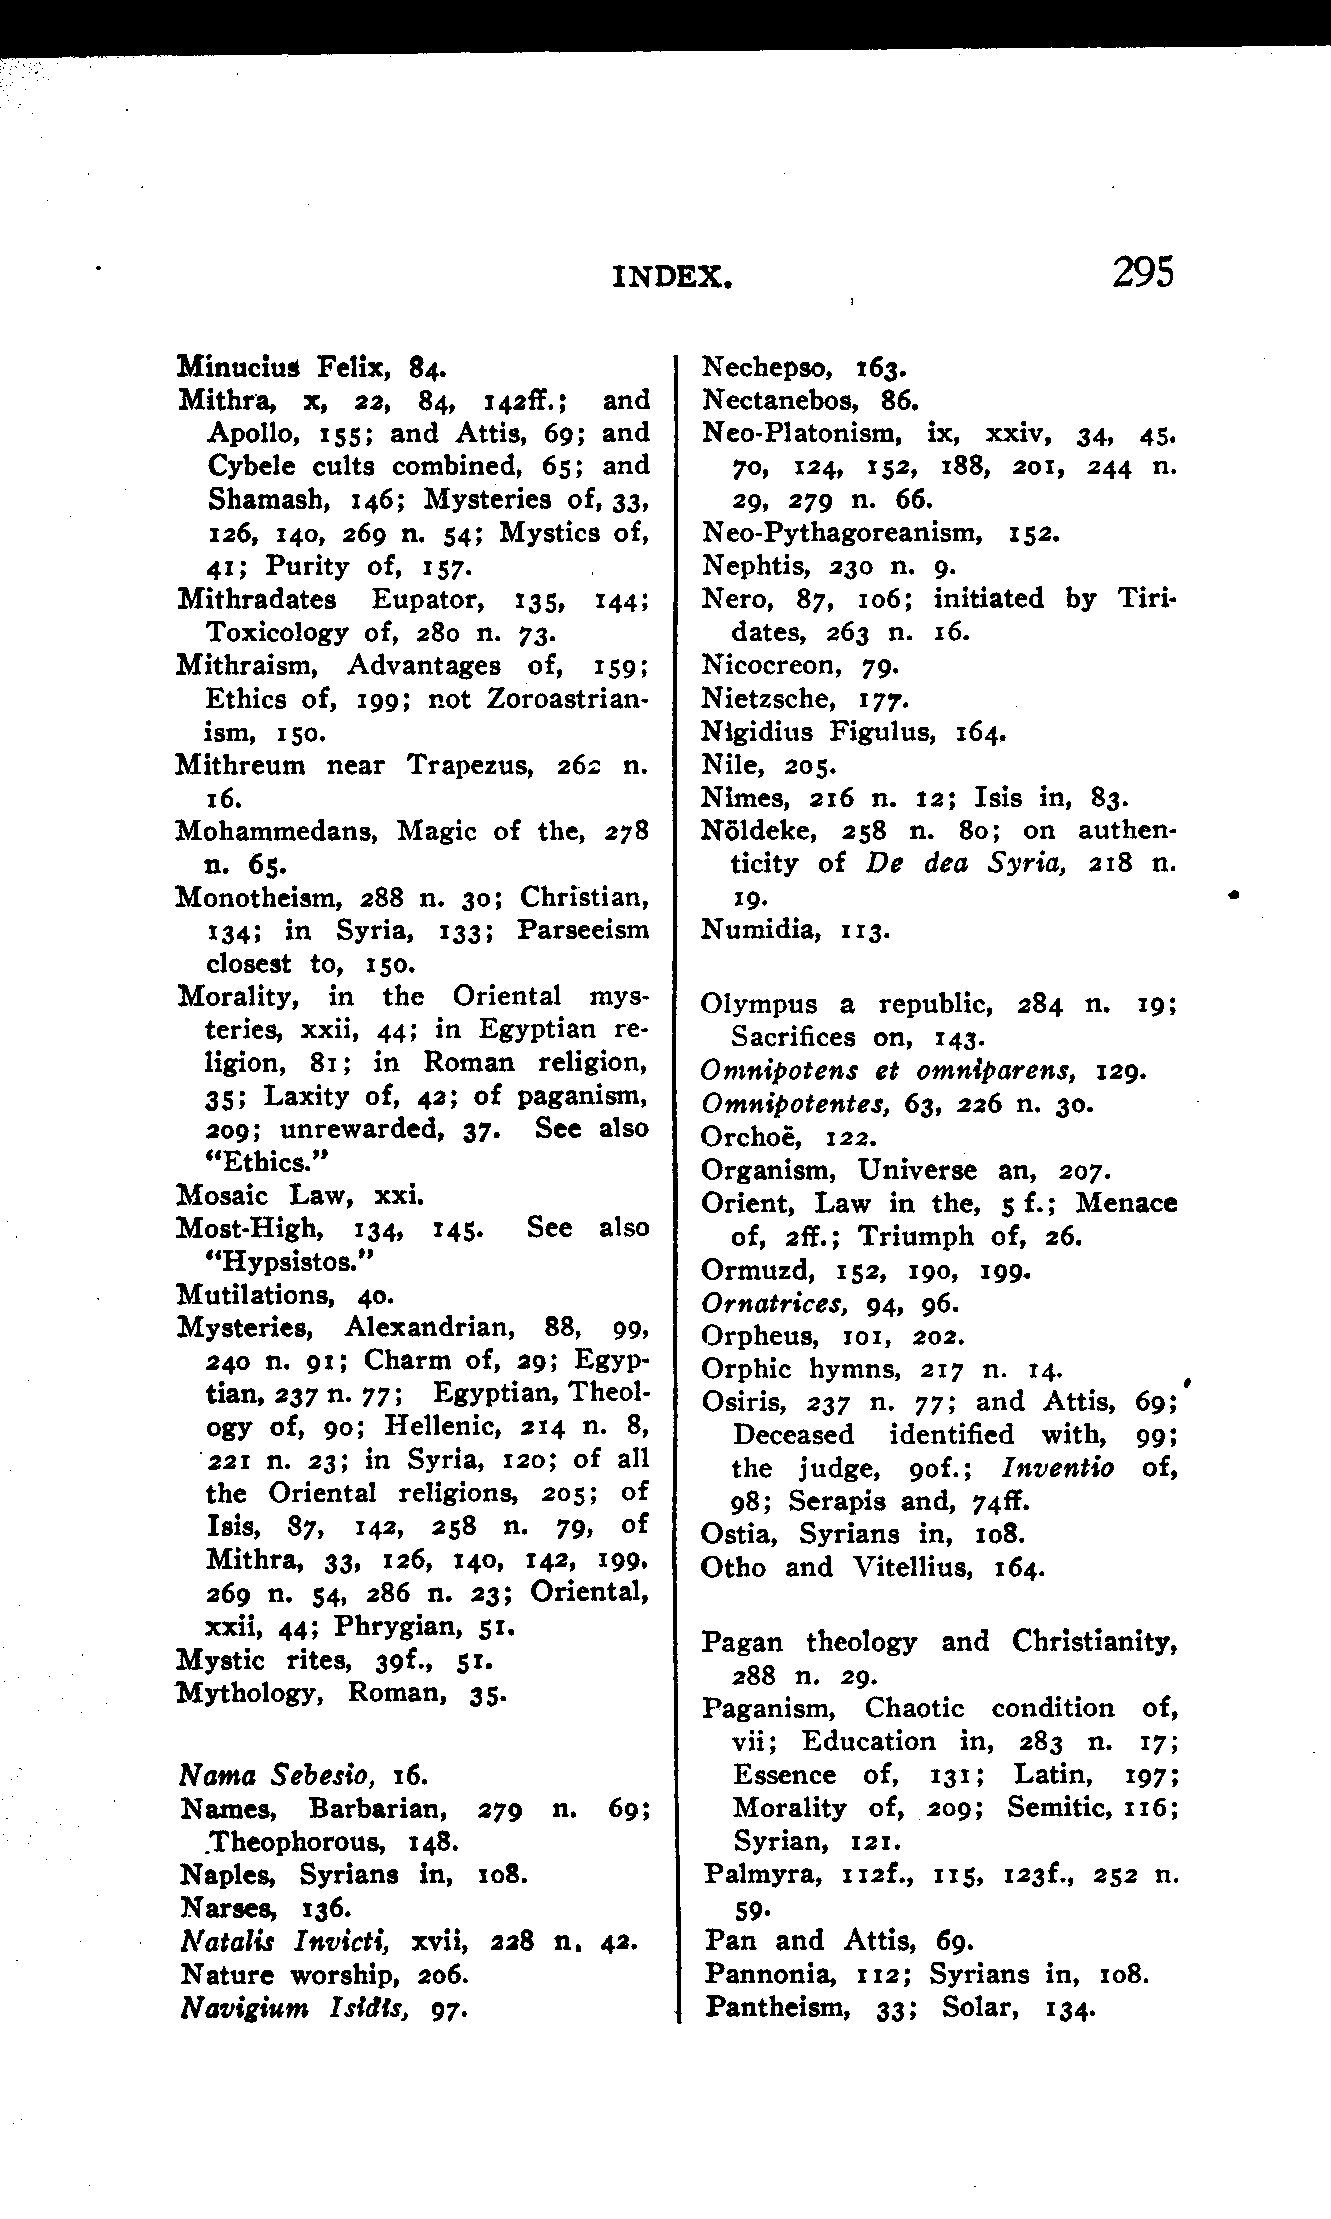 INDEX. 295
Minucius Felix, 84.
Mithra, x, 22, 84, 142ff.; and
Apollo, 155; and Attis, 69; and
Cybele cults combined, 65; and
Shamash, 146; Mysteries of, 33,
126, 140, 269 n. 54; Mystics of,
41; Purity of, 157.
Mithradates Eupator, 135, 144;
Toxicology of, 280 n. 73.
Mithraism, Advantages of, 159;
Ethics of, 199; not Zoroastrian-
ism, 150.
Mithreum near Trapezus, 262 n.
16.
Mohammedans, Magic of the, 278
n. 65.
Monotheism, 288 n. 30; Christian,
134; in Syria, 133; Parseeism
closest to, 150.
Morality, in the Oriental mys-
teries, xxii, 44; in Egyptian re-
ligion, 81; in Roman religion,
35; Laxity of, 42; of paganism,
209; unrewarded, 37. See also
"Ethics."
Mosaic Law, xxi.
Most-High, 134, 145. See also
"Hypsistos."
Mutilations, 40.
Mysteries, Alexandrian, 88, 99,
240 n. 91; Charm of, 29; Egyp-
tian, 237 n. 77; Egyptian, Theol-
ogy of, 90; Hellenic, 214 n. 8,
221 n. 23; in Syria, 120; of all
the Oriental religions, 205; of
Isis, 87, 142, 258 n. 79, of
Mithra, 33, 126, 140, 142, 199,
269 n. 54, 286 n. 23; Oriental,
xxii, 44; Phrygian, 51.
Mystic rites, 39f., 51.
Mythology, Roman, 35.
Nama Sebesio, 16.
Names, Barbarian, 279 n. 69;
Theophorous, 148.
Naples, Syrians in, 108.
Narses, 136.
Natalis Invicti, xvii, 228 n. 42.
Nature worship, 206.
Navigium Isidis, 97.
Nechepso, 163.
Nectanebos, 86.
Neo-Platonism, ix, xxiv, 34, 45.
70, 124, 152, 188, 201, 244 n.
29, 279 n. 66.
Neo-Pythagoreanism, 152.
Nephtis, 230 n. 9.
Nero, 87, 106; initiated by Tiri-
dates, 263 n. 16.
Nicocreon, 79.
Nietzsche, 177.
Nigidius Figulus, 164.
Nile, 205.
Nimes, 216 n. 12; Isis in, 83.
Nöldeke, 258 n. 80; on authen-
ticity of De dea Syria, 218 n.
19.
Numidia, 113.
Olympus a republic, 284 n. 19;
Sacrifices on, 143.
Omnipotens et omniparens, 129.
Omnipotentes, 63, 226 n. 30.
Orchoë, 122.
Organism, Universe an, 207.
Orient, Law in the, 5 f.; Menace
of, 2ff.; Triumph of, 26.
Ormuzd, 152, 190, 199.
Ornatrices, 94, 96.
Orpheus, 101, 202.
Orphic hymns, 217 n. 14.
Osiris, 237 n. 77; and Attis, 69;
Deceased identified with, 99;
the judge, 90f.; Inventio of,
98; Serapis and, 74ff.
Ostia, Syrians in, 108.
Otho and Vitellius, 164.
Pagan theology and Christianity,
288 n. 29.
Paganism, Chaotic condition of,
vii; Education in, 283 n. 17;
Essence of, 131; Latin, 197;
Morality of, 209; Semitic, 116;
Syrian, 121.
Palmyra, 112f., 115, 123f., 252 n.
59.
Pan and Attis, 69.
Pannonia, 112; Syrians in, 108.
Pantheism, 33; Solar, 134.